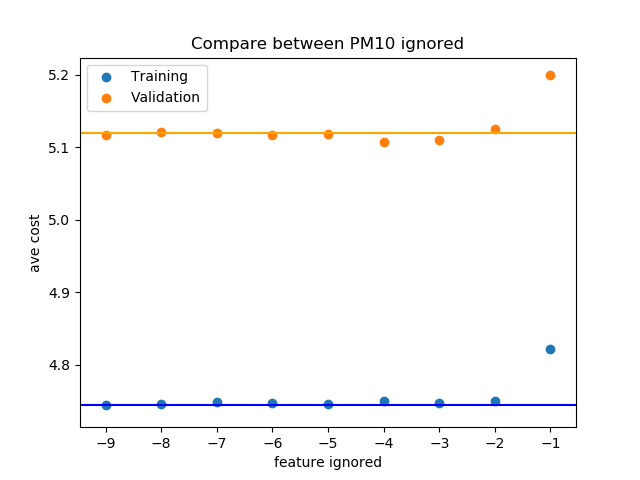 Compare between PM10 ignored
Training
Validation
5.2
5.1
5.0
4.9
4.8
ave cost
−9 −8 −7 −6 −5 −4 −3 −2 −1
feature ignored